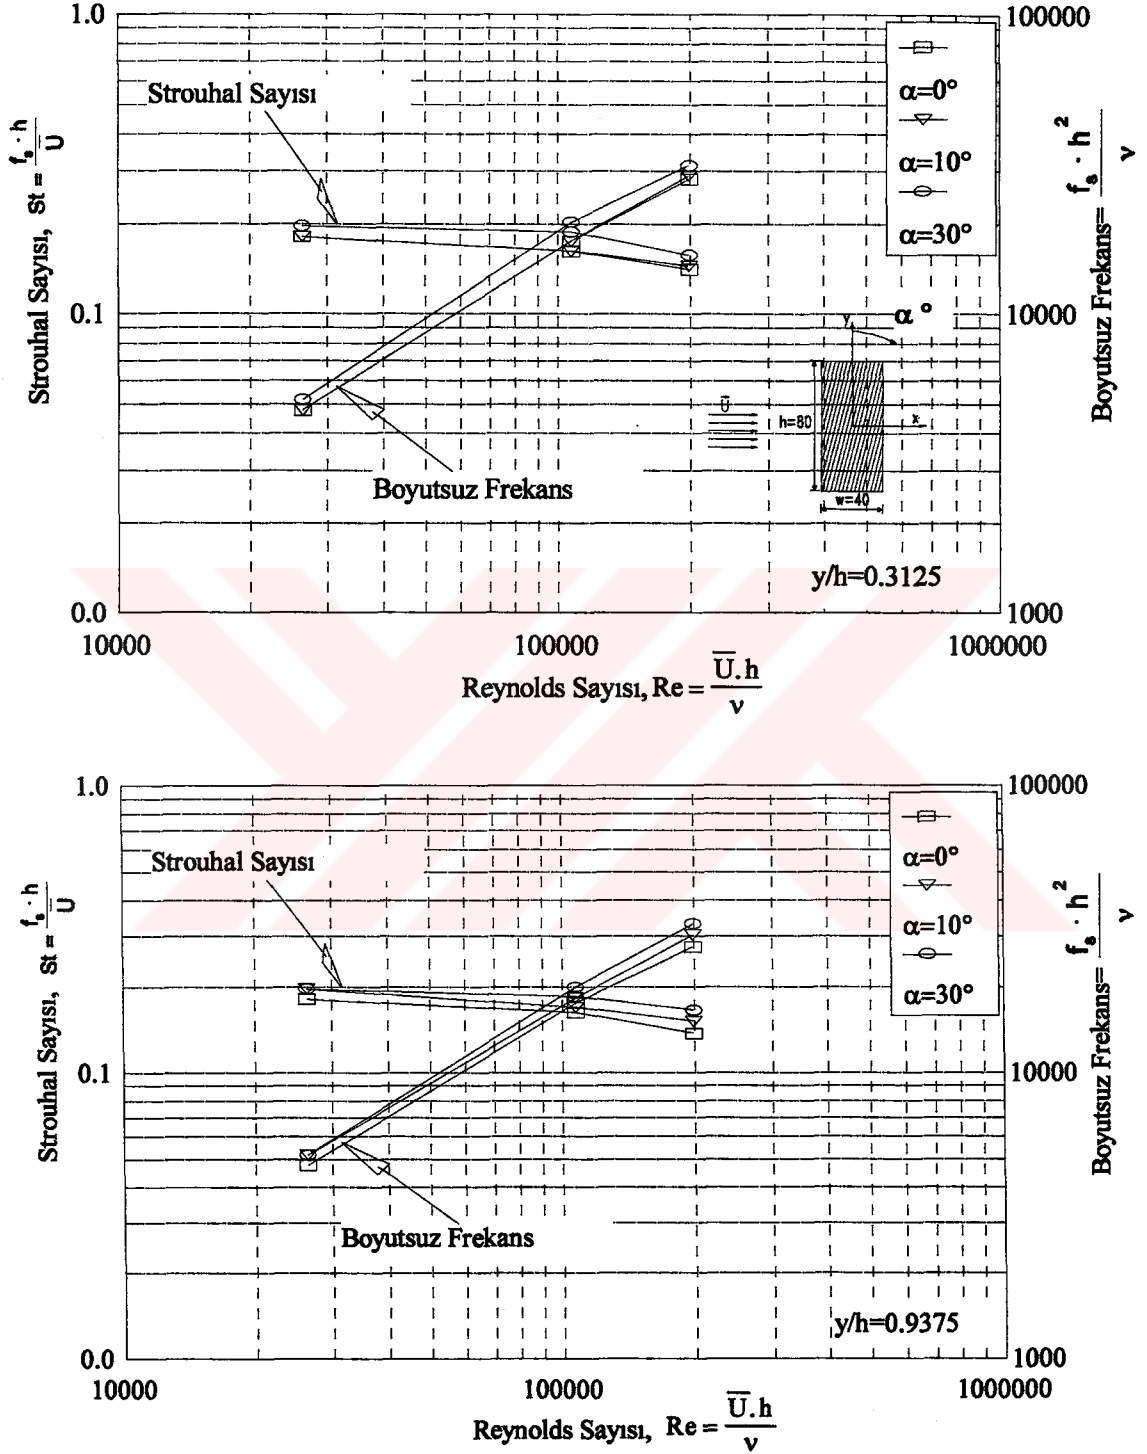 1.0
100000
Strouhal Sayısı
α=0°
α=10°
α=30°
Strouhal Sayısı, St = f_s · h / U̅
Boyutsuz Frekans= f_s · h² / ν
0.1
10000
α °
y
U̅
h=80
x
w=40
Boyutsuz Frekans
y/h=0.3125
0.0
1000
10000
100000
1000000
Reynolds Sayısı, Re = U̅.h / ν
1.0
100000
Strouhal Sayısı
α=0°
α=10°
α=30°
Strouhal Sayısı, St = f_s · h / U̅
Boyutsuz Frekans= f_s · h² / ν
0.1
10000
Boyutsuz Frekans
y/h=0.9375
0.0
1000
10000
100000
1000000
Reynolds Sayısı, Re = U̅.h / ν